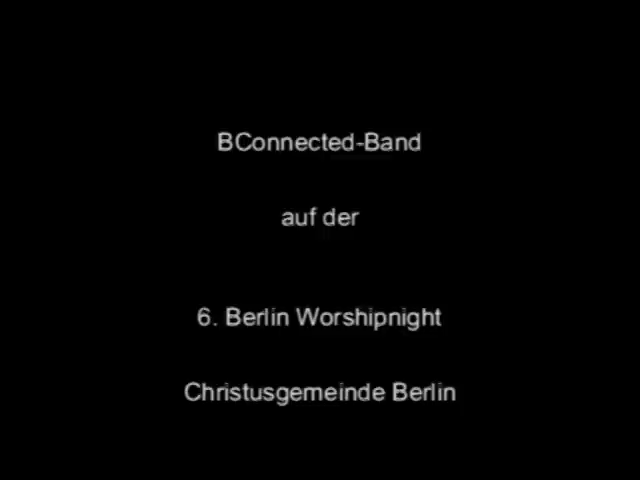 BConnected-Band
auf der
6. Berlin Worshipnight
Christusgemeinde Berlin